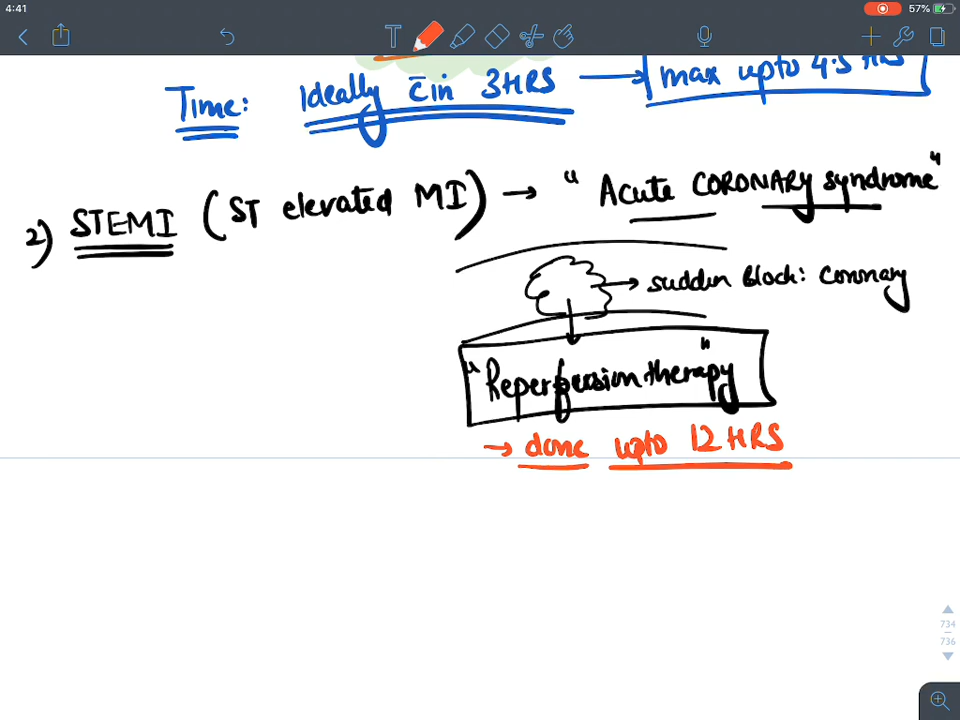 4:41
57%
T
max upto 4.5 HRS
Time: Ideally c̄in 3HRS
2) STEMI (ST elevated MI) → "Acute CORONARY syndrome"
→ sudden Block: Coronary
"Reperfusion therapy"
→ done upto 12 HRS
734
736